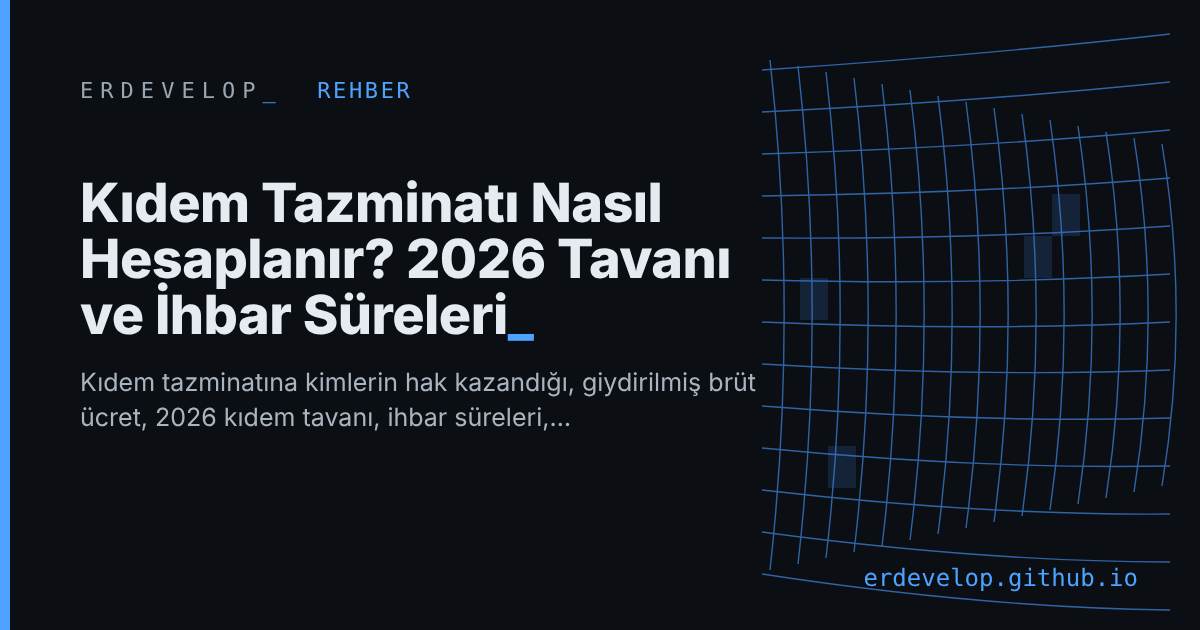 ERDEVELOP_ REHBER
Kıdem Tazminatı Nasıl
Hesaplanır? 2026 Tavanı
ve İhbar Süreleri_
Kıdem tazminatına kimlerin hak kazandığı, giydirilmiş brüt
ücret, 2026 kıdem tavanı, ihbar süreleri,...
erdevelop.github.io